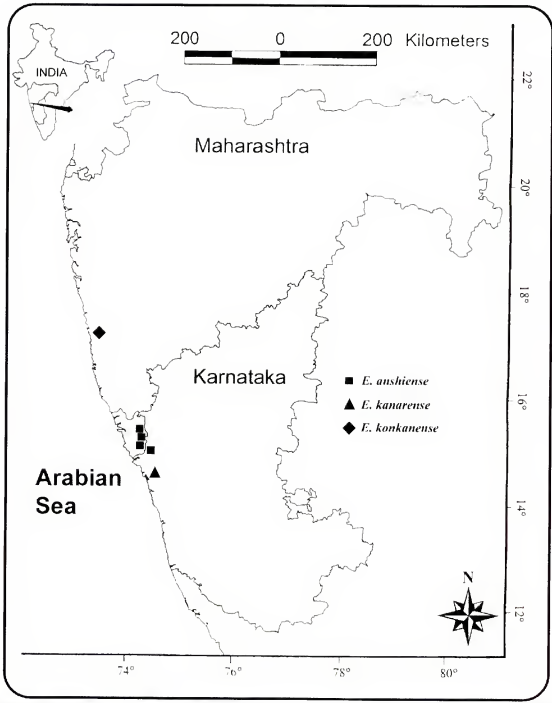 200 0 200 Kilometers
INDIA
Maharashtra
Karnataka
E. anshiense
E. kanarense
E. konkanense
Arabian
Sea
N
22°
20°
18°
16°
14°
12°
74° 76° 78° 80°